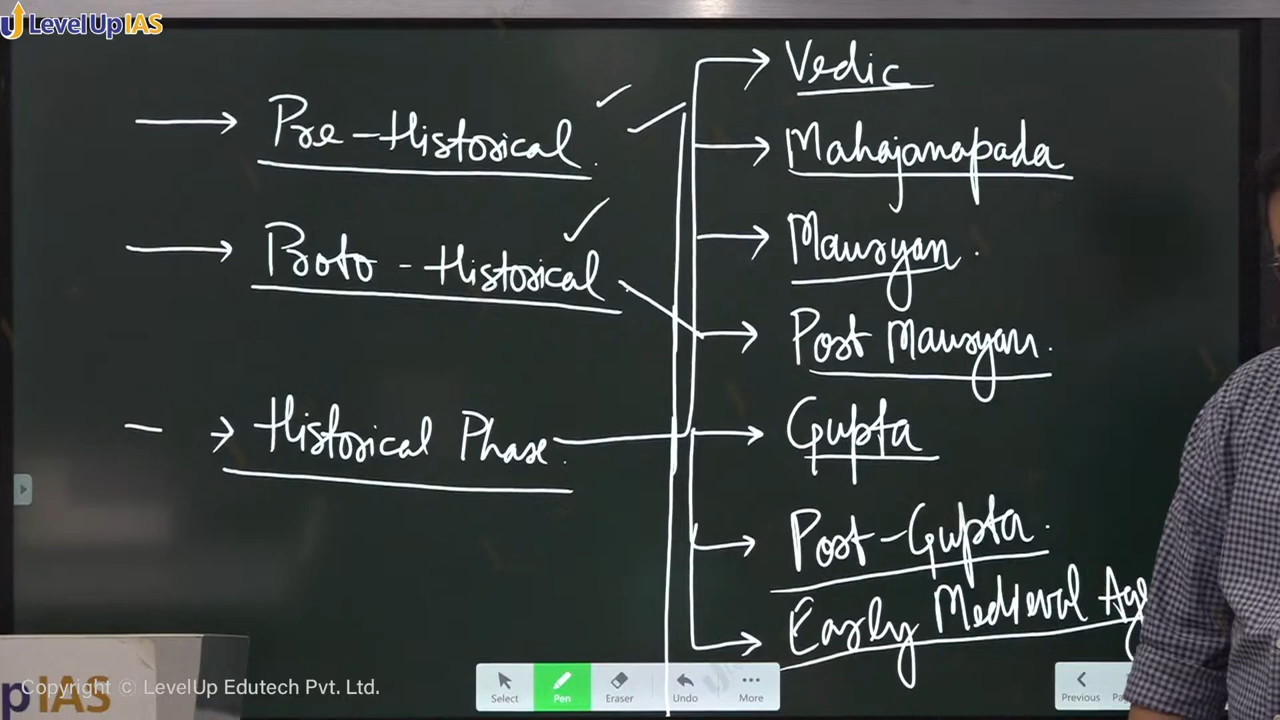 LevelUp IAS
Pre-Historical
Proto-Historical
Historical Phase
Vedic
Mahajanapada
Mauryan
Post Mauryan
Gupta
Post-Gupta
Early Medieval Age
pIAS
Copyright © LevelUp Edutech Pvt. Ltd.
Select
Pen
Eraser
Undo
More
Previous